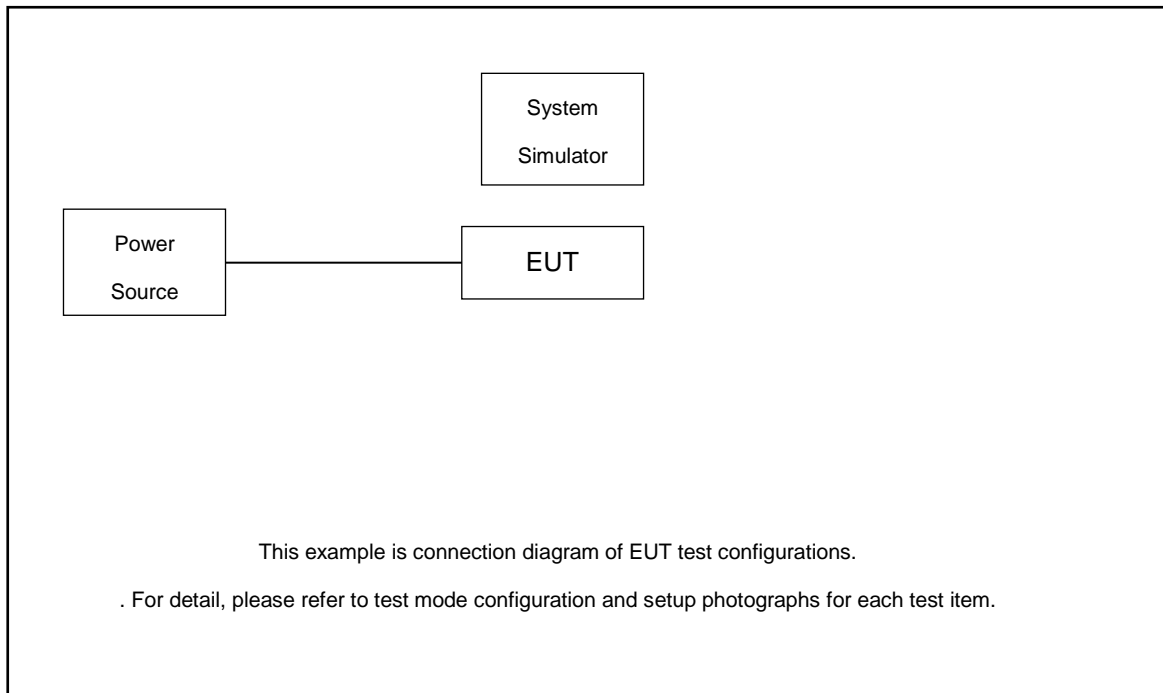 System
Simulator
Power
Source
EUT
This example is connection diagram of EUT test configurations.
. For detail, please refer to test mode configuration and setup photographs for each test item.